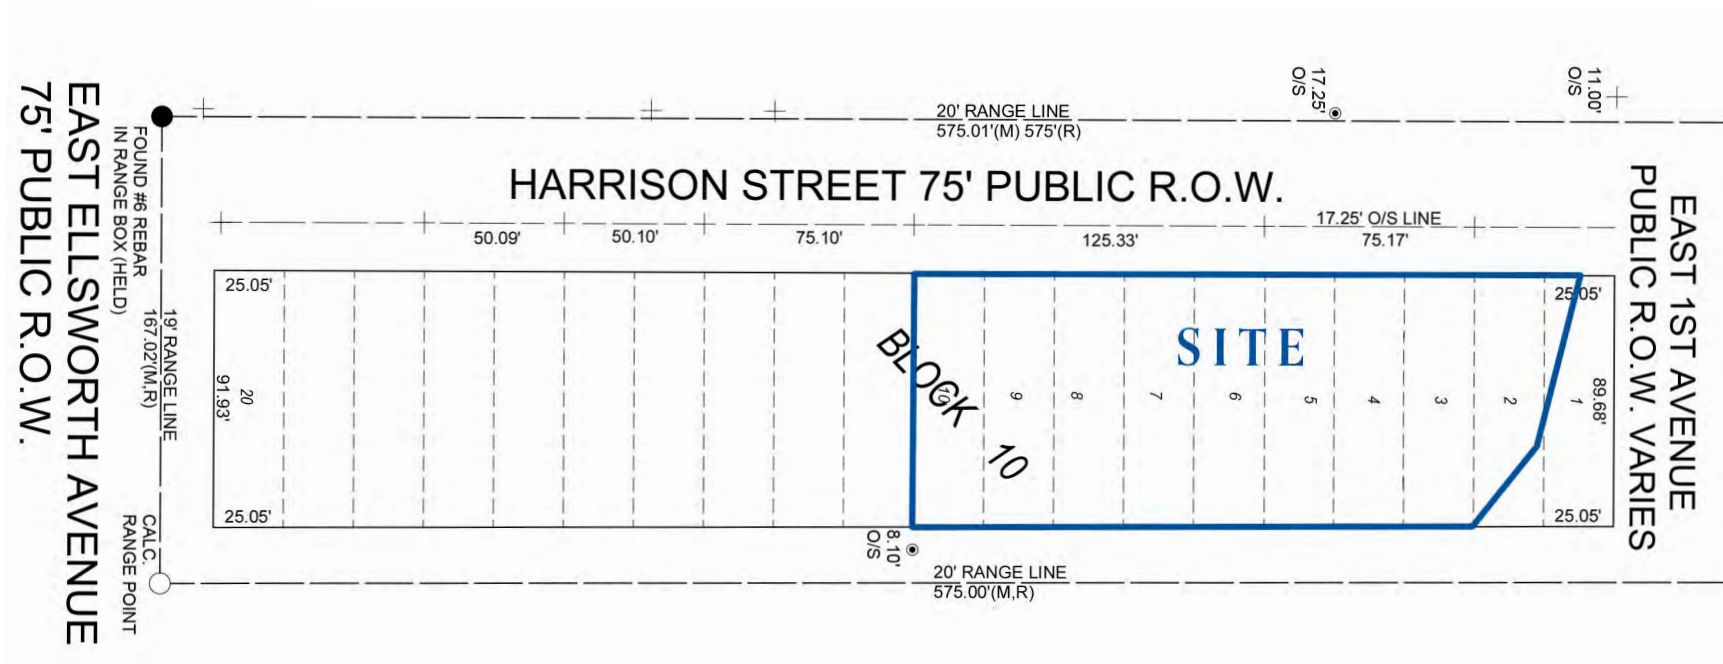 EAST ELLSWORTH AVENUE
75' PUBLIC R.O.W.
FOUND #6 REBAR
IN RANGE BOX (HELD)
19' RANGE LINE
167.02'(M,R)
CALC.
RANGE POINT
20' RANGE LINE
575.01'(M) 575'(R)
17.25'
O/S
11.00'
O/S
HARRISON STREET 75' PUBLIC R.O.W.
17.25' O/S LINE
50.09'
50.10'
75.10'
125.33'
75.17'
25.05'
20
91.93'
25.05'
BLOCK 10
SITE
10
9
8
7
6
5
4
3
2
1
25.05'
89.68'
25.05'
8.10'
O/S
20' RANGE LINE
575.00'(M,R)
EAST 1ST AVENUE
PUBLIC R.O.W. VARIES